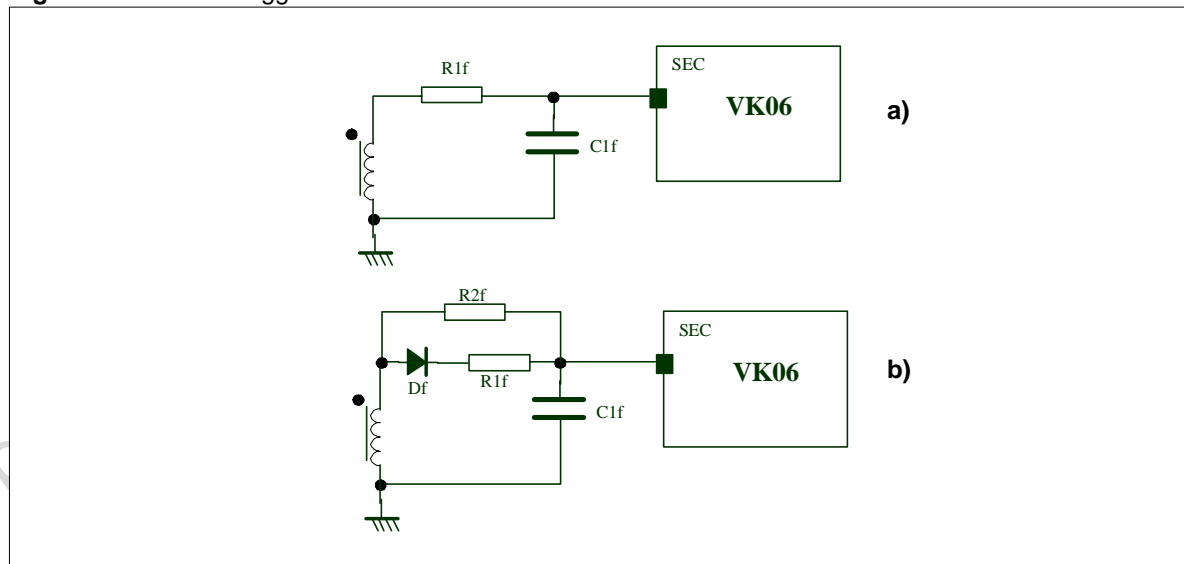 SEC
R1f
VK06
a)
C1f
R2f
SEC
VK06
b)
Df
R1f
C1f